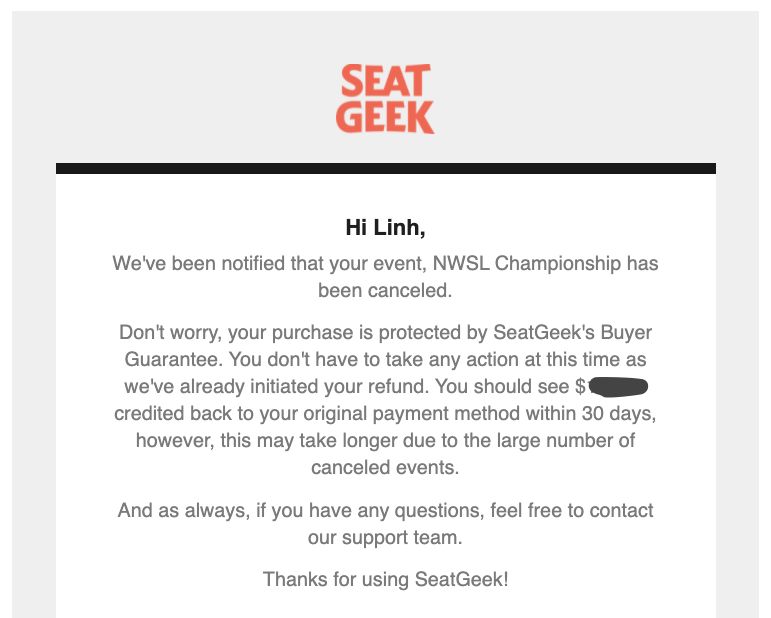 SEAT
GEEK
Hi Linh,
We've been notified that your event, NWSL Championship has
been canceled.
Don't worry, your purchase is protected by SeatGeek's Buyer
Guarantee. You don't have to take any action at this time as
we've already initiated your refund. You should see $
credited back to your original payment method within 30 days,
however, this may take longer due to the large number of
canceled events.
And as always, if you have any questions, feel free to contact
our support team.
Thanks for using SeatGeek!